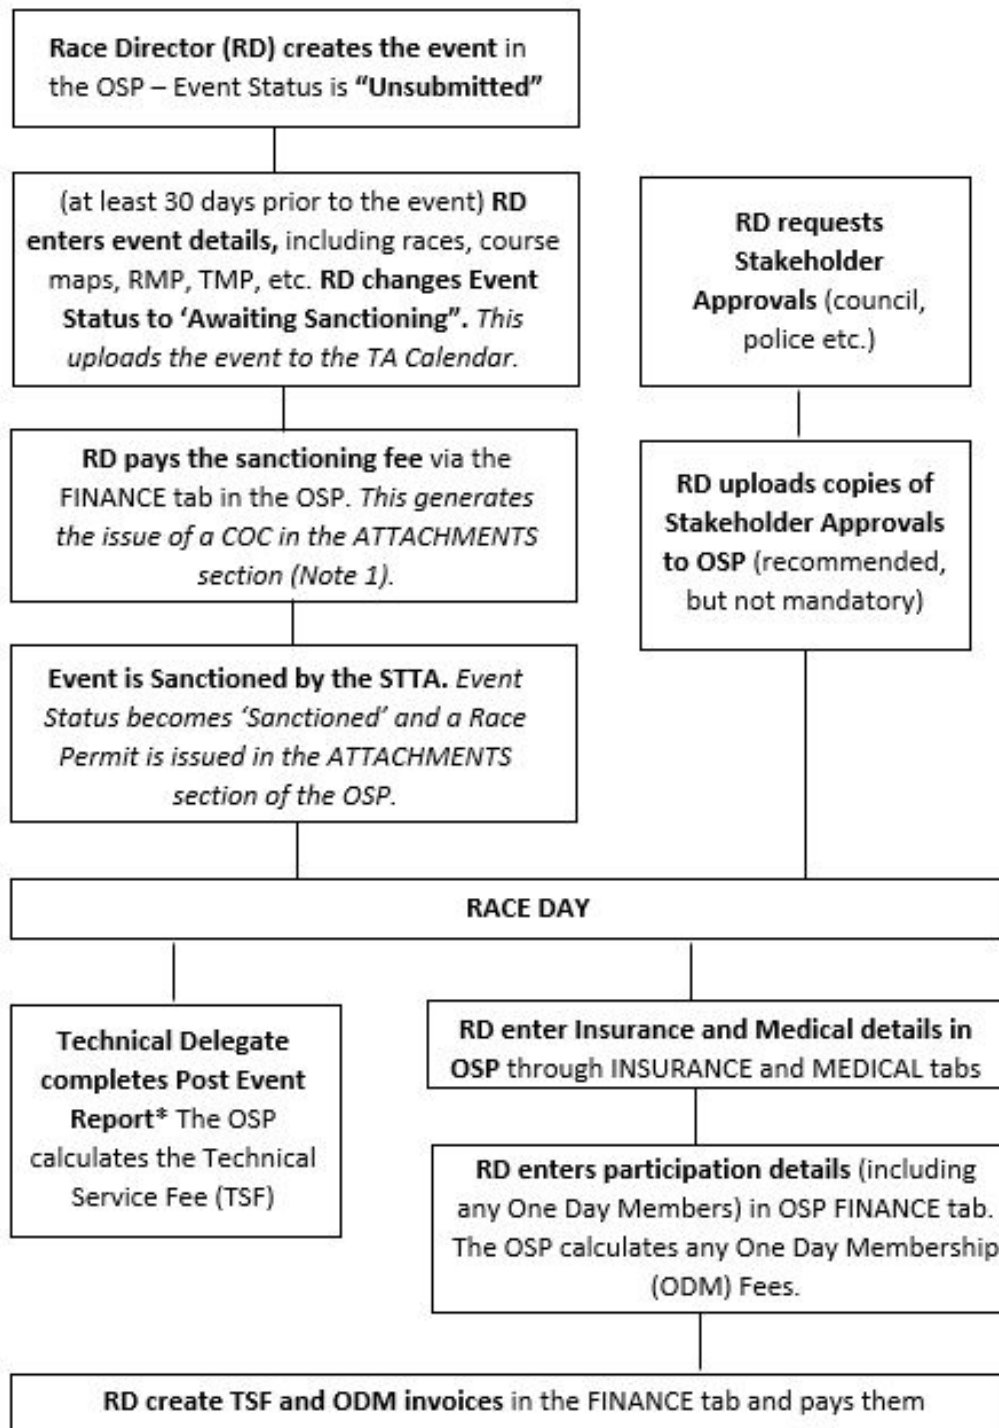 Race Director (RD) creates the event in
the OSP – Event Status is “Unsubmitted”
(at least 30 days prior to the event) RD
enters event details, including races, course
maps, RMP, TMP, etc. RD changes Event
Status to ‘Awaiting Sanctioning”. This
uploads the event to the TA Calendar.
RD requests
Stakeholder
Approvals (council,
police etc.)
RD pays the sanctioning fee via the
FINANCE tab in the OSP. This generates
the issue of a COC in the ATTACHMENTS
section (Note 1).
RD uploads copies of
Stakeholder Approvals
to OSP (recommended,
but not mandatory)
Event is Sanctioned by the STTA. Event
Status becomes ‘Sanctioned’ and a Race
Permit is issued in the ATTACHMENTS
section of the OSP.
RACE DAY
Technical Delegate
completes Post Event
Report* The OSP
calculates the Technical
Service Fee (TSF)
RD enter Insurance and Medical details in
OSP through INSURANCE and MEDICAL tabs
RD enters participation details (including
any One Day Members) in OSP FINANCE tab.
The OSP calculates any One Day Membership
(ODM) Fees.
RD create TSF and ODM invoices in the FINANCE tab and pays them